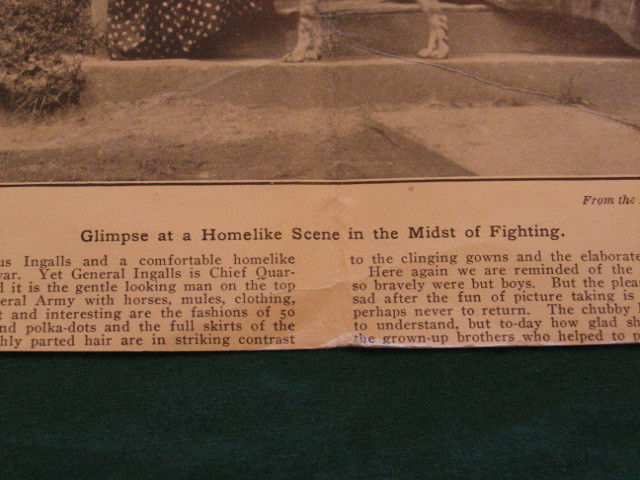 From the
Glimpse at a Homelike Scene in the Midst of Fighting.
us Ingalls and a comfortable homelike
war. Yet General Ingalls is Chief Quar-
d it is the gentle looking man on the top
eral Army with horses, mules, clothing,
t and interesting are the fashions of 50
nd polka-dots and the full skirts of the
hly parted hair are in striking contrast
to the clinging gowns and the elaborate
Here again we are reminded of the
so bravely were but boys. But the pleas
sad after the fun of picture taking is
perhaps never to return. The chubby
to understand, but to-day how glad sh
the grown-up brothers who helped to